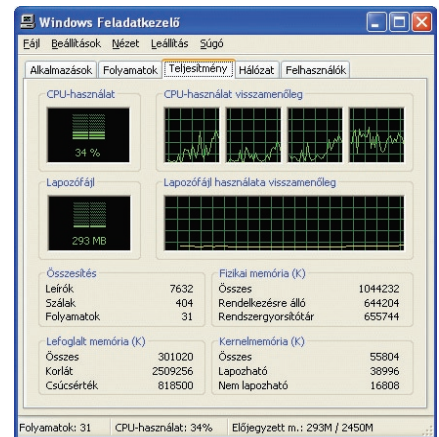 Windows Feladatkezelő
Fájl Beállítások Nézet Leállítás Súgó
Alkalmazások Folyamatok Teljesítmény Hálózat Felhasználók
CPU-használat
34 %
CPU-használat visszamenőleg
Lapozófájl
293 MB
Lapozófájl használata visszamenőleg
Összesítés
Leírók 7632
Szálak 404
Folyamatok 31
Fizikai memória (K)
Összes 1044232
Rendelkezésre álló 644204
Rendszergyorsítótár 655744
Lefoglalt memória (K)
Összes 301020
Korlát 2509256
Csúcsérték 818500
Kernelmemória (K)
Összes 55804
Lapozható 38996
Nem lapozható 16808
Folyamatok: 31 CPU-használat: 34% Előjegyzett m.: 293M / 2450M